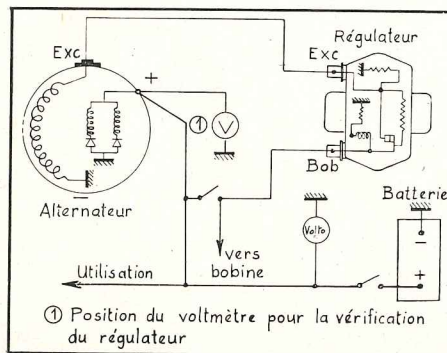 Exc
Régulateur
Exc
+
①
V
Bob
Alternateur
−
Batterie
Volto
−
+
vers
bobine
Utilisation
① Position du voltmètre pour la vérification
du régulateur